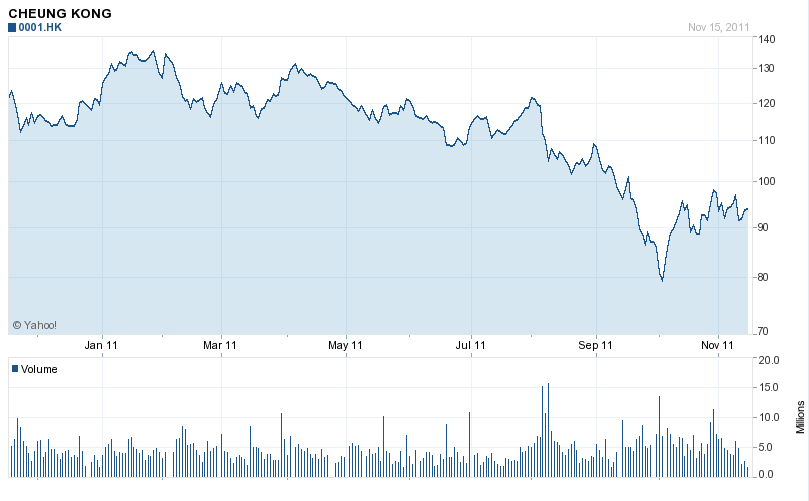 CHEUNG KONG
0001.HK
Nov 15, 2011
140
130
120
110
100
90
80
70
© Yahoo!
Jan 11
Mar 11
May 11
Jul 11
Sep 11
Nov 11
Volume
20.0
15.0
10.0
5.0
0.0
Millions